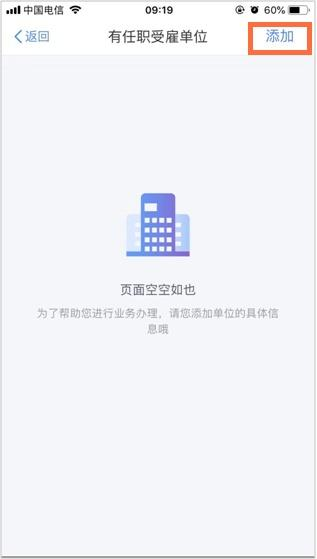 中国电信 09:19 60%
返回 有任职受雇单位 添加
页面空空如也
为了帮助您进行业务办理，请您添加单位的具体信
息哦